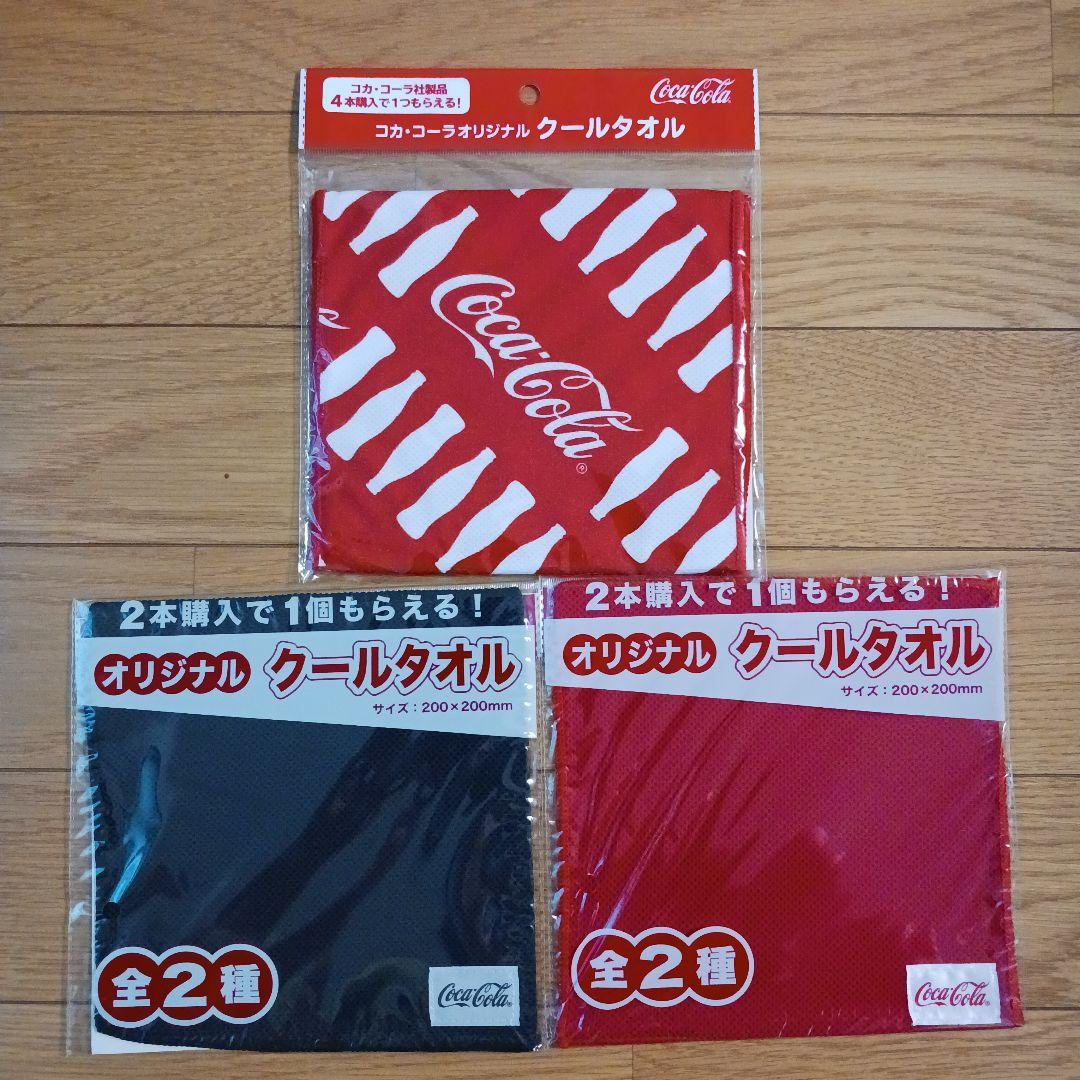 コカ・コーラ社製品
4本購入で1つもらえる!
Coca-Cola
コカ・コーラオリジナル クールタオル
Coca-Cola
2本購入で1個もらえる!
オリジナル クールタオル
サイズ:200×200mm
全2種
Coca-Cola
2本購入で1個もらえる!
オリジナル クールタオル
サイズ:200×200mm
全2種
Coca-Cola